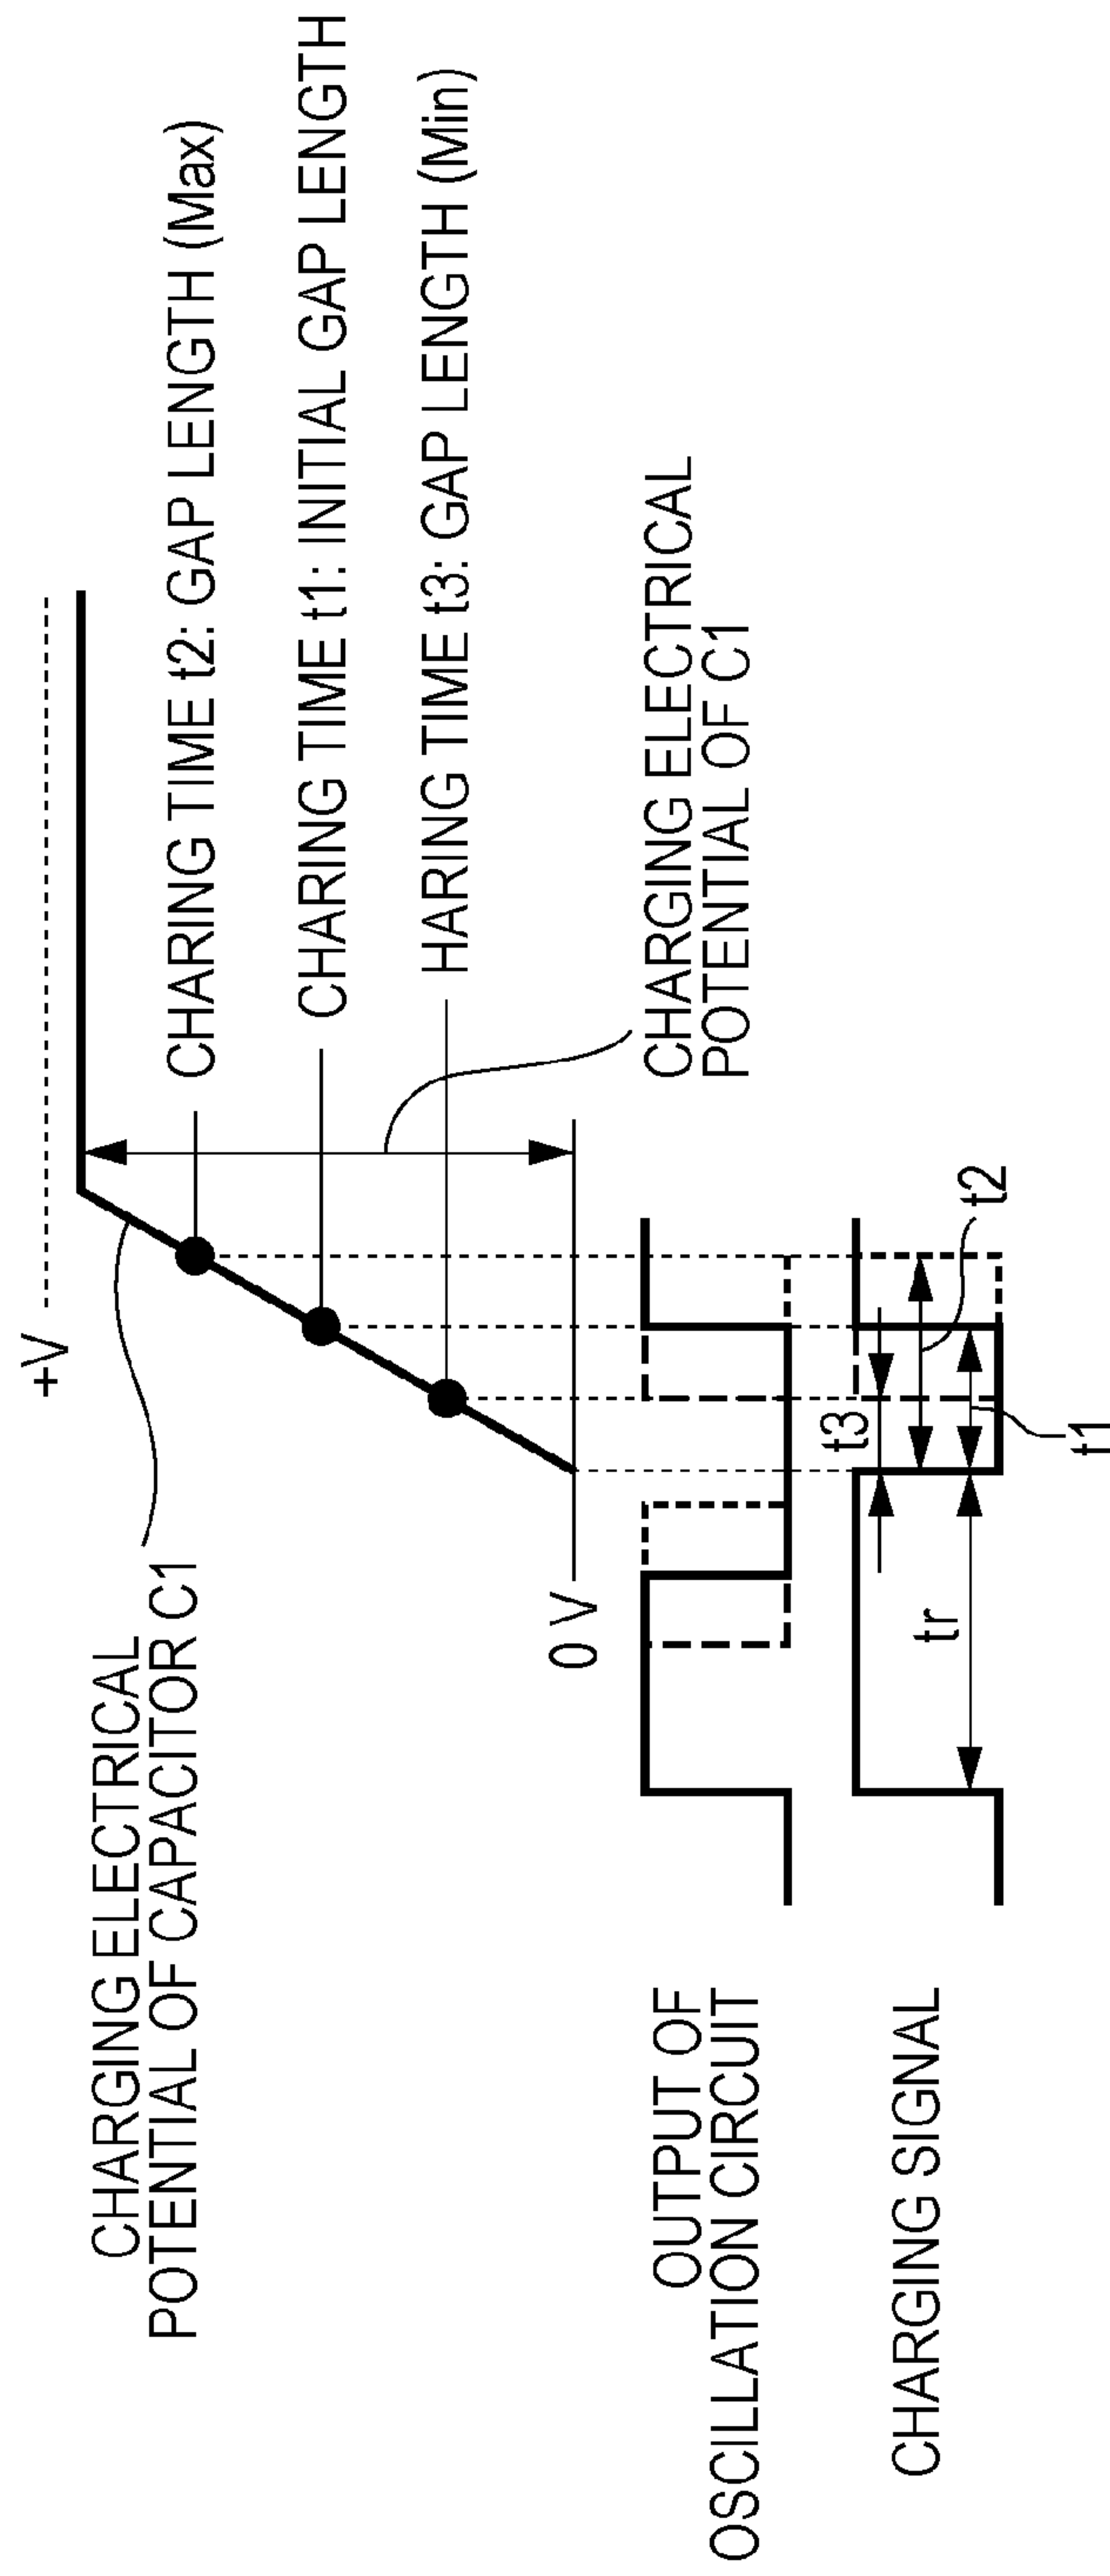 +V
CHARGING ELECTRICAL
POTENTIAL OF CAPACITOR C1
CHARING TIME t2: GAP LENGTH (Max)
CHARING TIME t1: INITIAL GAP LENGTH
HARING TIME t3: GAP LENGTH (Min)
0 V
CHARGING ELECTRICAL
POTENTIAL OF C1
OUTPUT OF
OSCILLATION CIRCUIT
CHARGING SIGNAL
tr
t3
t1
t2